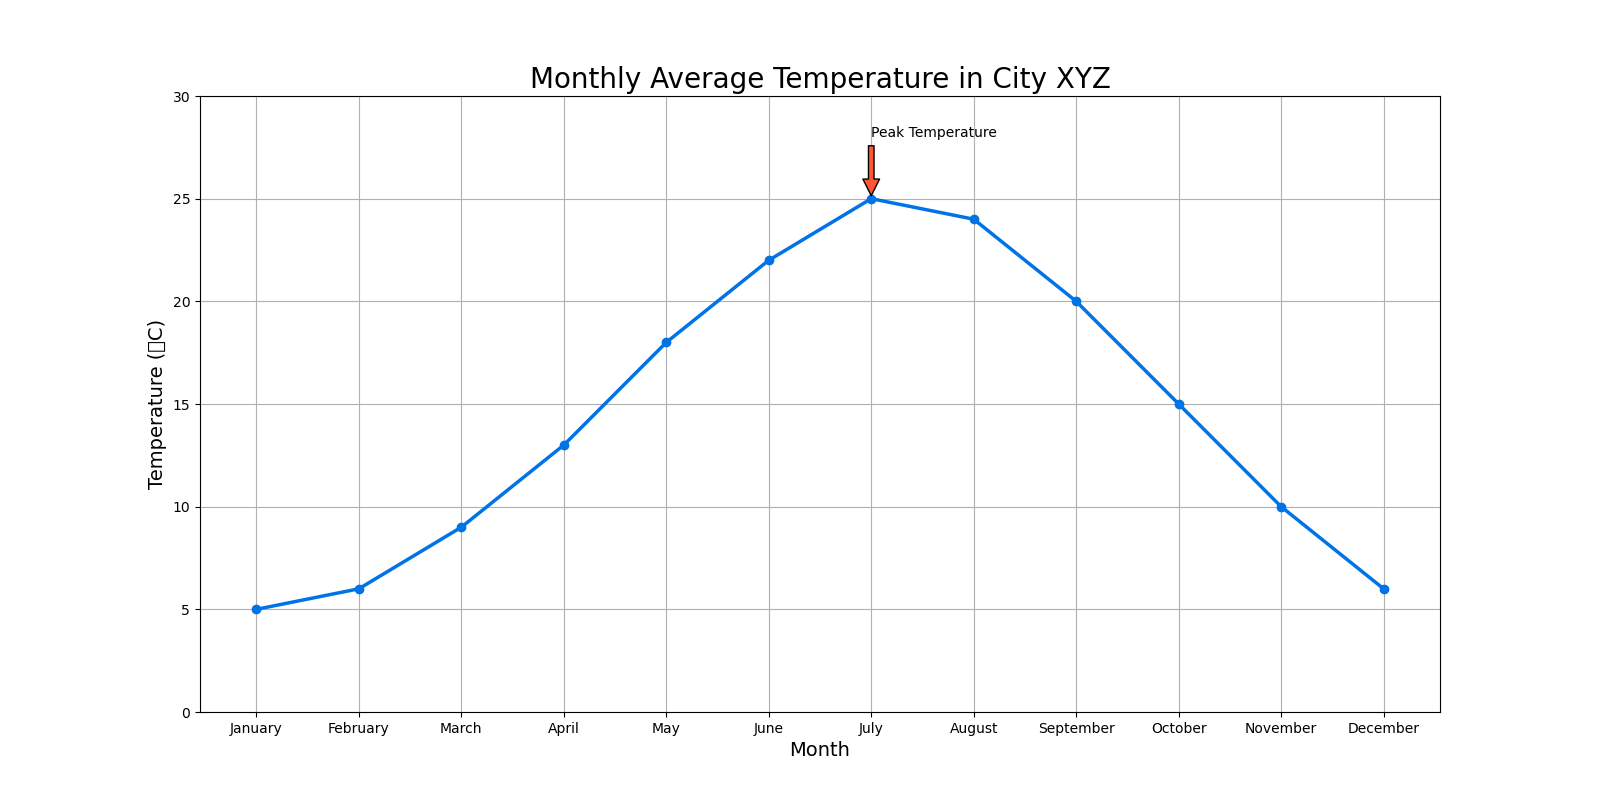 Monthly Average Temperature in City XYZ
30
Peak Temperature
25
20
15
10
5
0
Temperature (▯C)
January February March April May June July August September October November December
Month